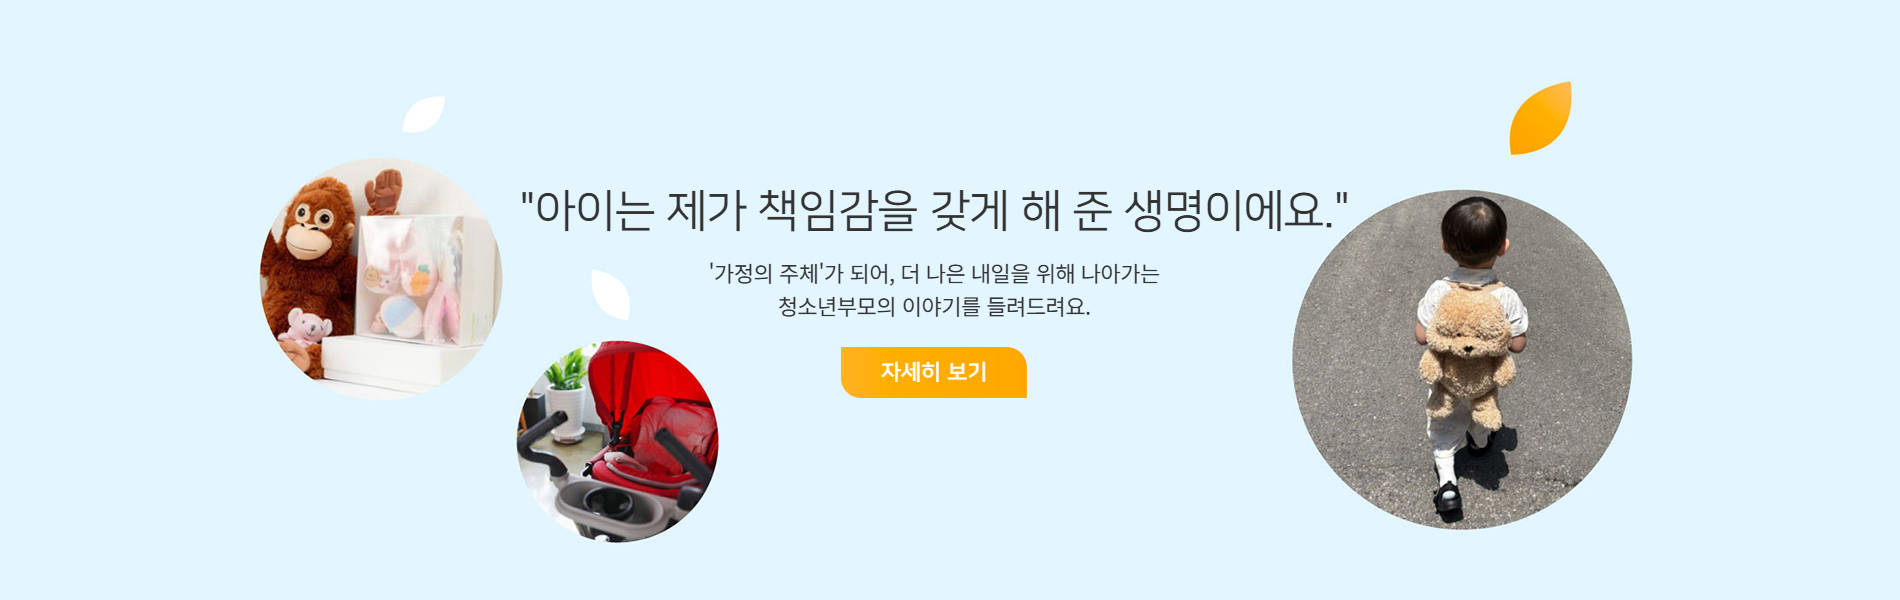 "아이는 제가 책임감을 갖게 해 준 생명이에요."
'가정의 주체'가 되어, 더 나은 내일을 위해 나아가는
청소년부모의 이야기를 들려드려요.
자세히 보기